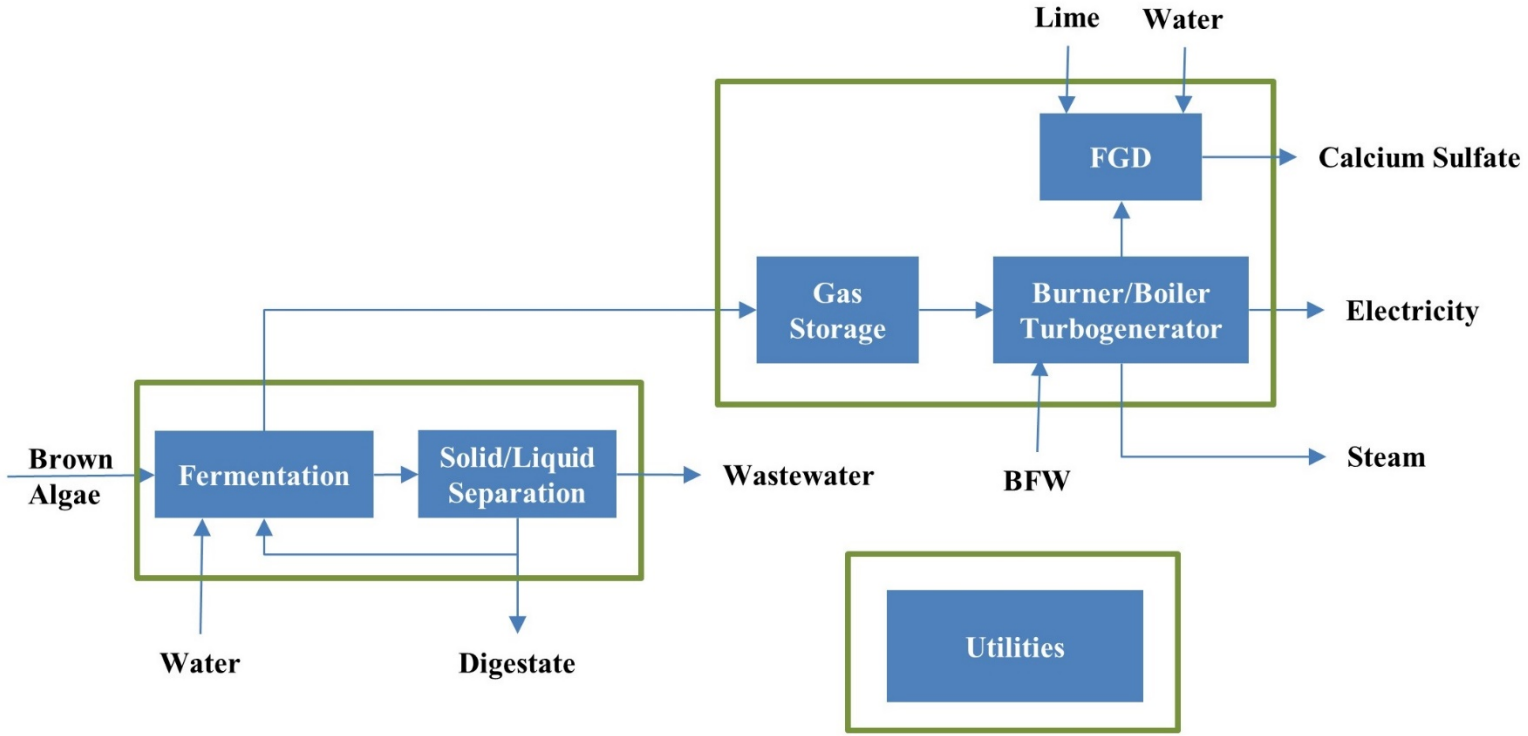 Lime Water
FGD
Calcium Sulfate
Gas
Storage
Burner/Boiler
Turbogenerator
Electricity
Brown
Algae
Fermentation
Solid/Liquid
Separation
Wastewater
BFW
Steam
Water
Digestate
Utilities